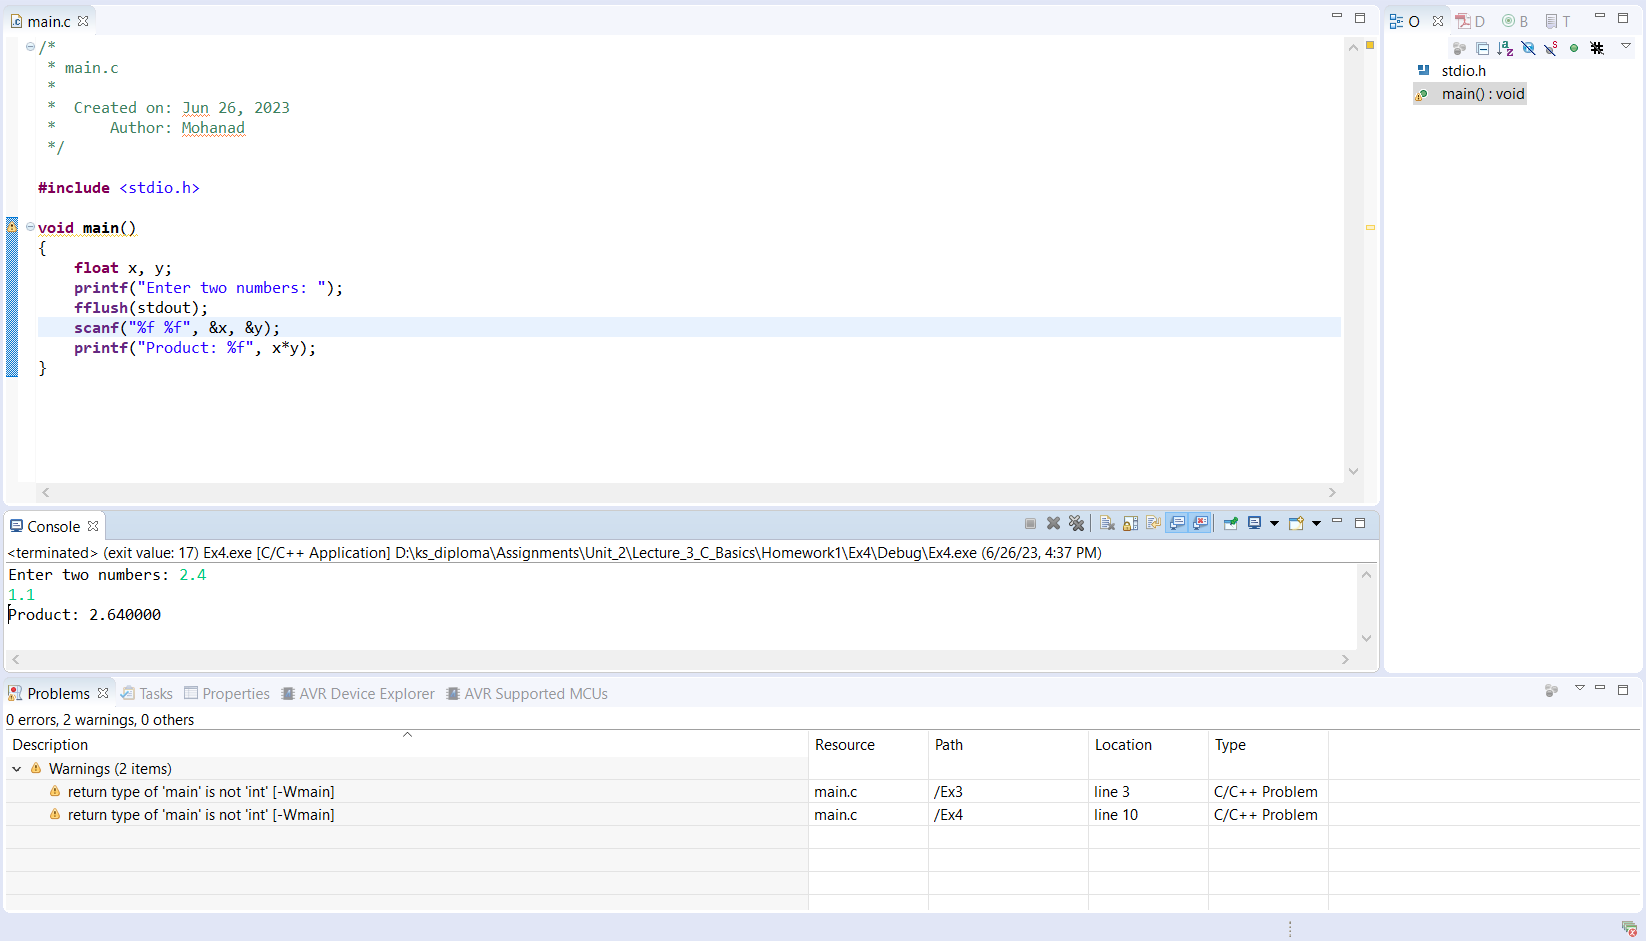 main.c
/*
 * main.c
 *
 *  Created on: Jun 26, 2023
 *      Author: Mohanad
 */
#include <stdio.h>
void main()
{
    float x, y;
    printf("Enter two numbers: ");
    fflush(stdout);
    scanf("%f %f", &x, &y);
    printf("Product: %f", x*y);
}
O D B T
stdio.h
main() : void
Console
<terminated> (exit value: 17) Ex4.exe [C/C++ Application] D:\ks_diploma\Assignments\Unit_2\Lecture_3_C_Basics\Homework1\Ex4\Debug\Ex4.exe (6/26/23, 4:37 PM)
Enter two numbers: 2.4
1.1
Product: 2.640000
Problems Tasks Properties AVR Device Explorer AVR Supported MCUs
0 errors, 2 warnings, 0 others
Description Resource Path Location Type
Warnings (2 items)
return type of 'main' is not 'int' [-Wmain] main.c /Ex3 line 3 C/C++ Problem
return type of 'main' is not 'int' [-Wmain] main.c /Ex4 line 10 C/C++ Problem